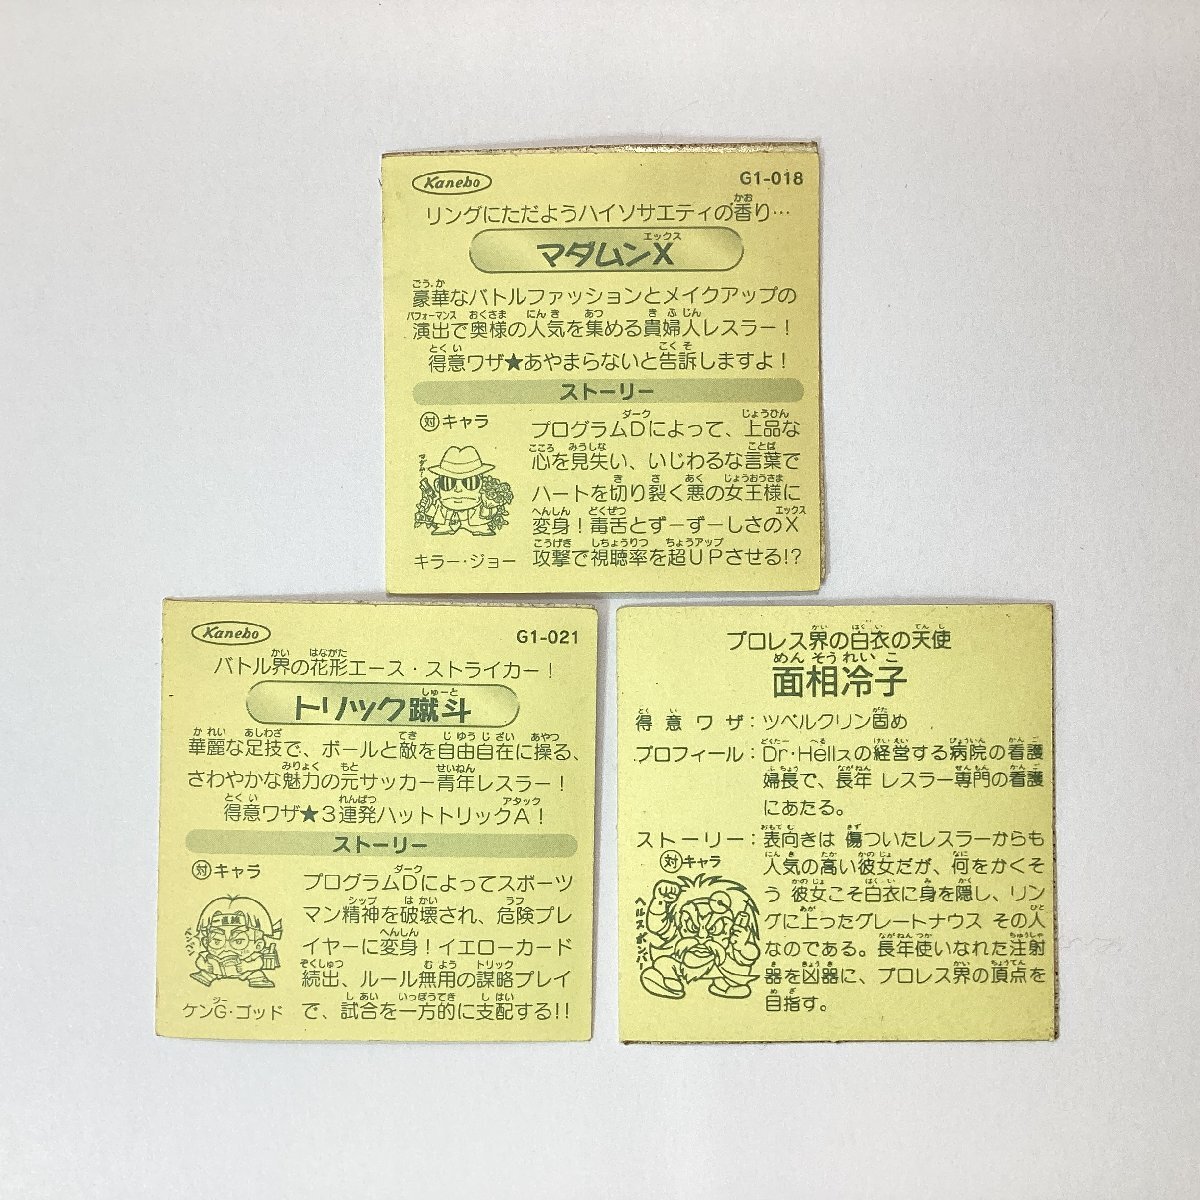 Kanebo G1-018
リングにただようハイソサエティの香り…
マダムンX
豪華なバトルファッションとメイクアップの
演出で奥様の人気を集める貴婦人レスラー!
得意ワザ★あやまらないと告訴しますよ!
ストーリー
対キャラ
プログラムDによって、上品な
心を見失い、いじわるな言葉で
ハートを切り裂く悪の女王様に
変身!毒舌とずーずーしさのX
攻撃で視聴率を超UPさせる!?
キラー・ジョー
Kanebo G1-021
バトル界の花形エース・ストライカー!
トリック蹴斗
華麗な足技で、ボールと敵を自由自在に操る、
さわやかな魅力の元サッカー青年レスラー!
得意ワザ★3連発ハットトリックA!
ストーリー
対キャラ
プログラムDによってスポーツ
マン精神を破壊され、危険プレ
イヤーに変身!イエローカード
続出、ルール無用の謀略プレイ
で、試合を一方的に支配する!!
ケンG・ゴッド
プロレス界の白衣の天使
面相冷子
得意ワザ:ツベルクリン固め
プロフィール:Dr・Hellzの経営する病院の看護
婦長で、長年 レスラー専門の看護
にあたる。
ストーリー:表向きは 傷ついたレスラーからも
人気の高い彼女だが、何をかくそ
う 彼女こそ白衣に身を隠し、リン
グに上ったグレートナウス その人
なのである。長年使いなれた注射
器を凶器に、プロレス界の頂点を
目指す。
対キャラ
ヘルスボンバー